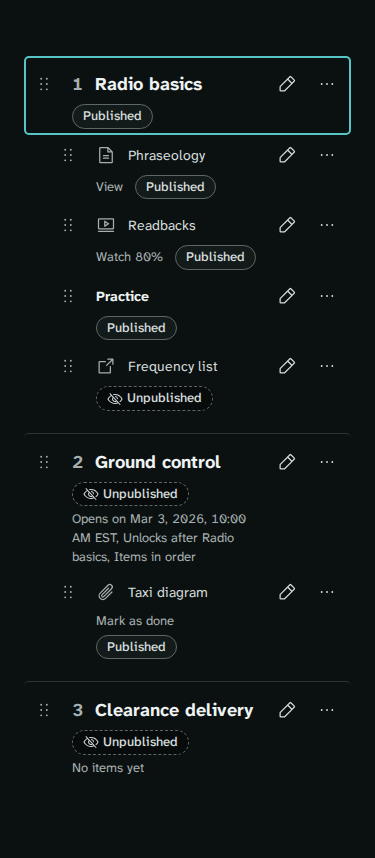 1 Radio basics
Published
Phraseology
View Published
Readbacks
Watch 80% Published
Practice
Published
Frequency list
Unpublished
2 Ground control
Unpublished
Opens on Mar 3, 2026, 10:00
AM EST, Unlocks after Radio
basics, Items in order
Taxi diagram
Mark as done
Published
3 Clearance delivery
Unpublished
No items yet